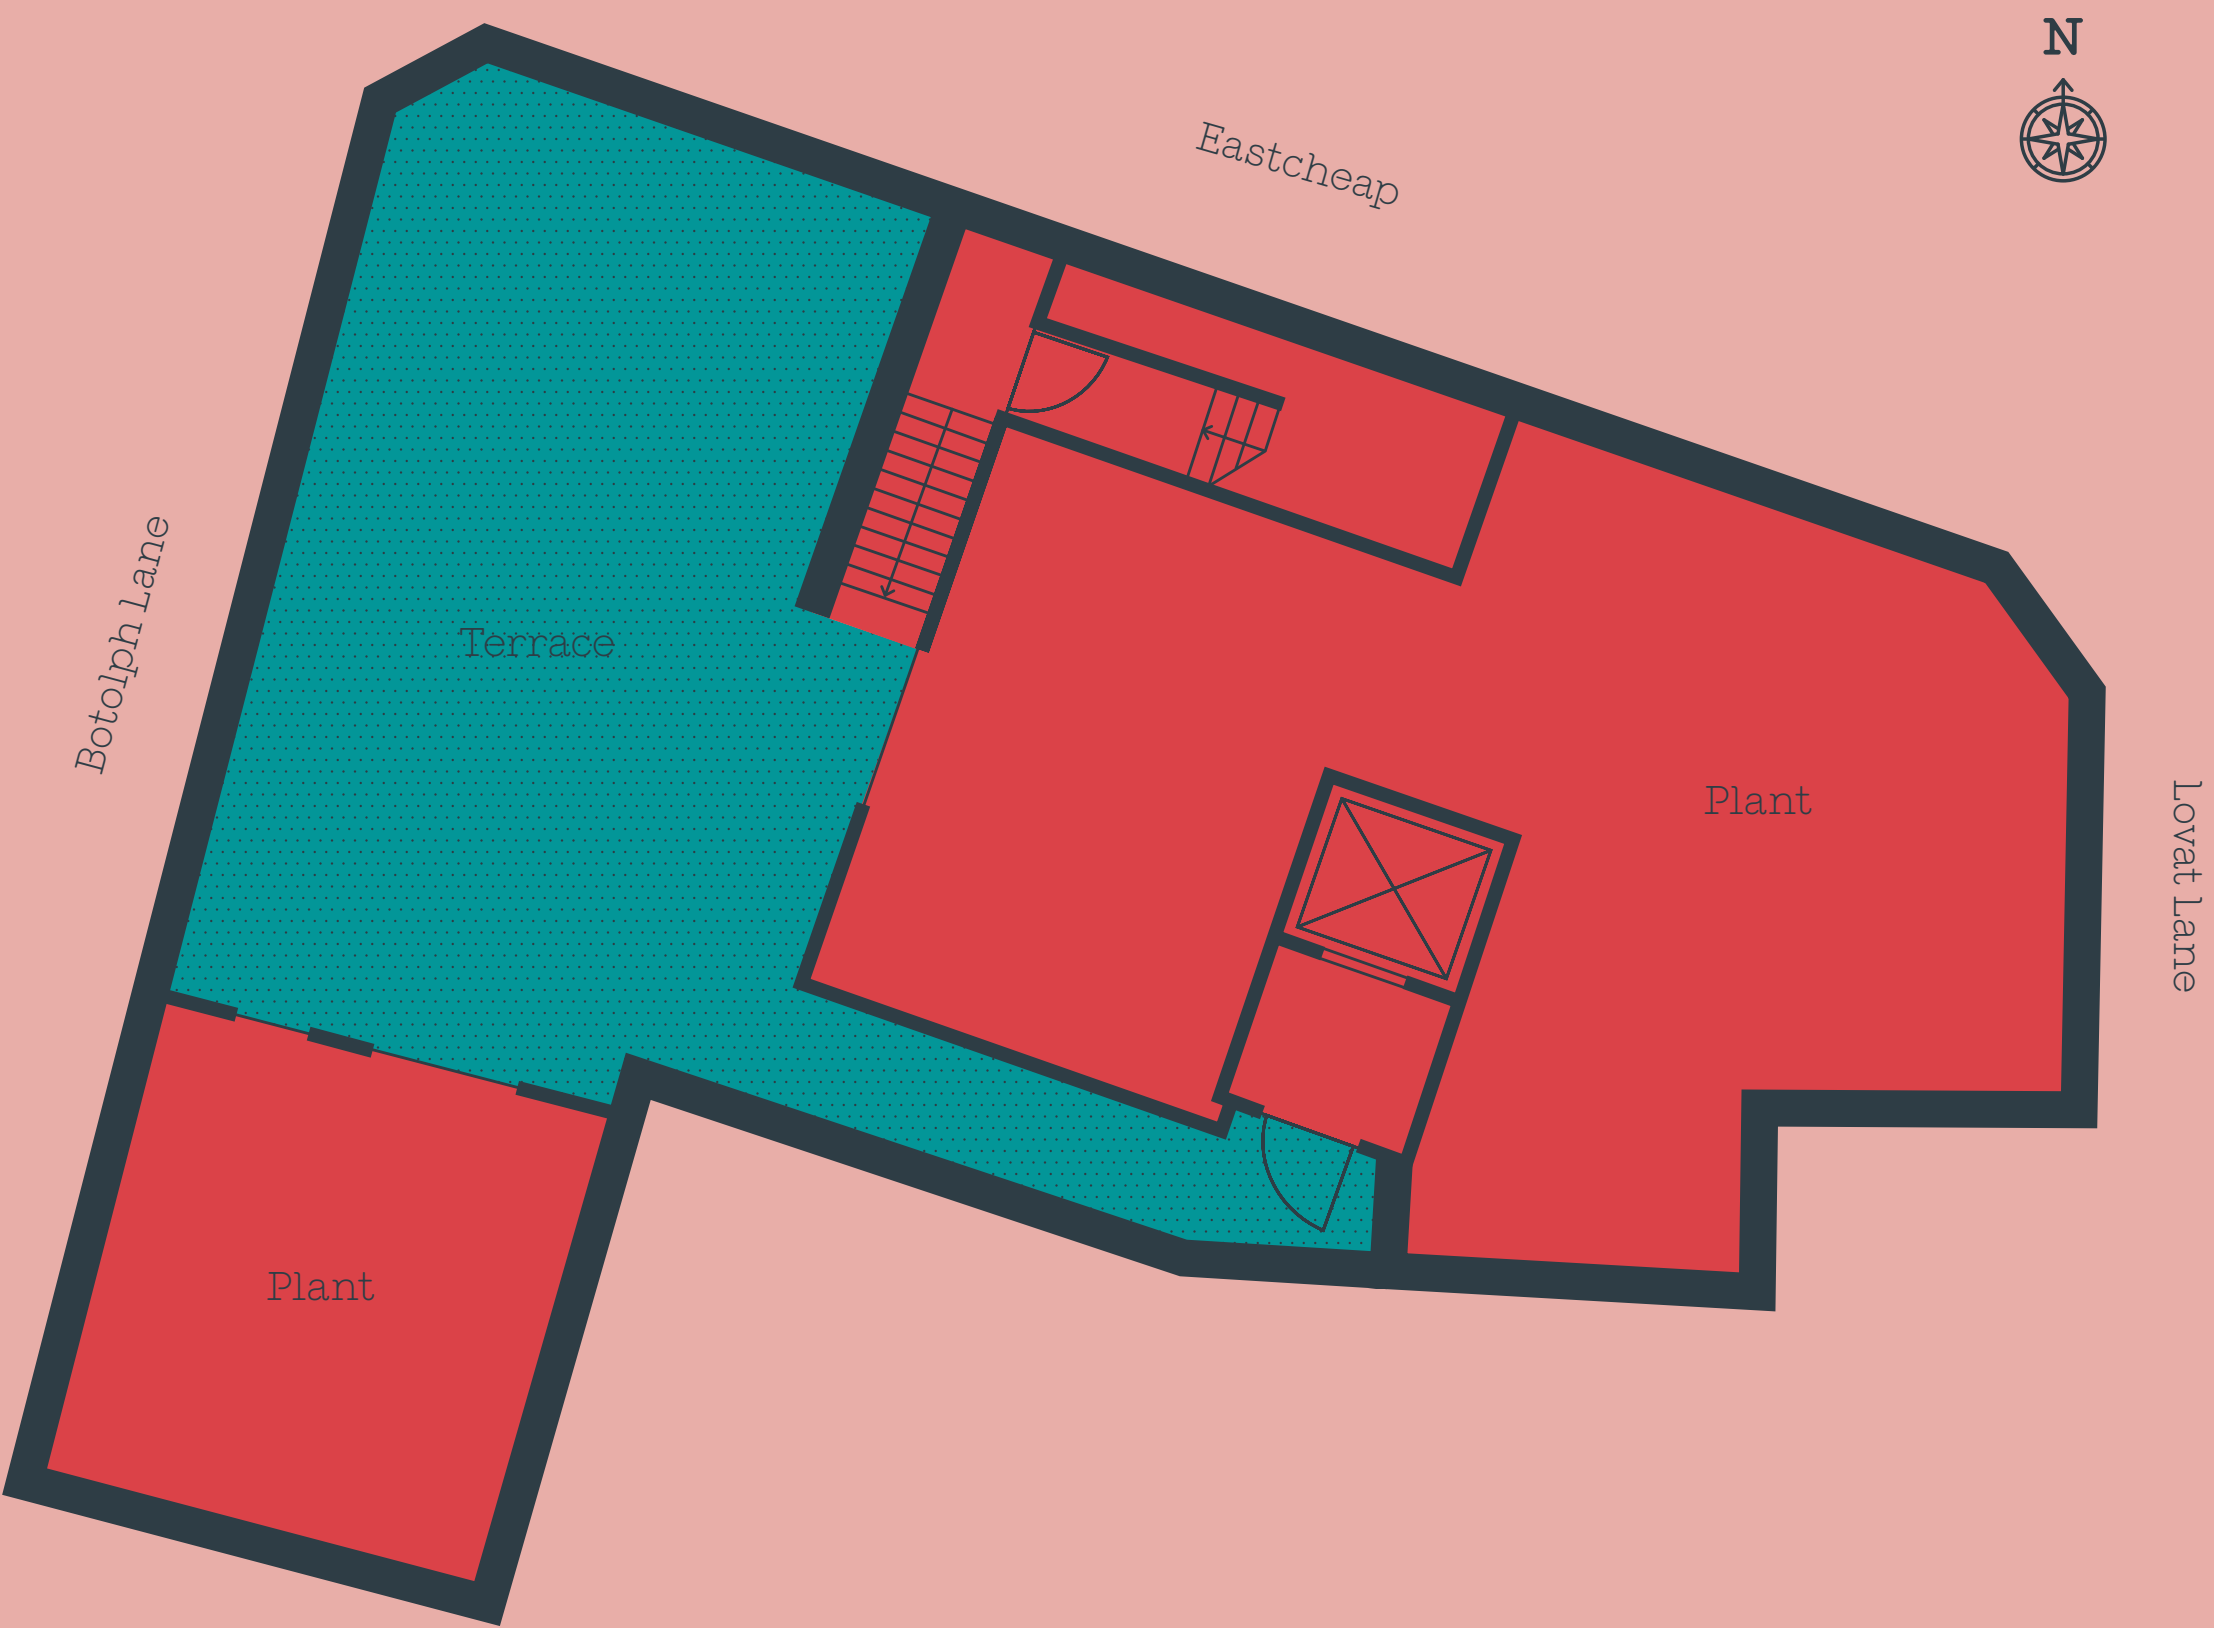 N
Eastcheap
Botolph Lane
Terrace
Plant
Lovat Lane
Plant